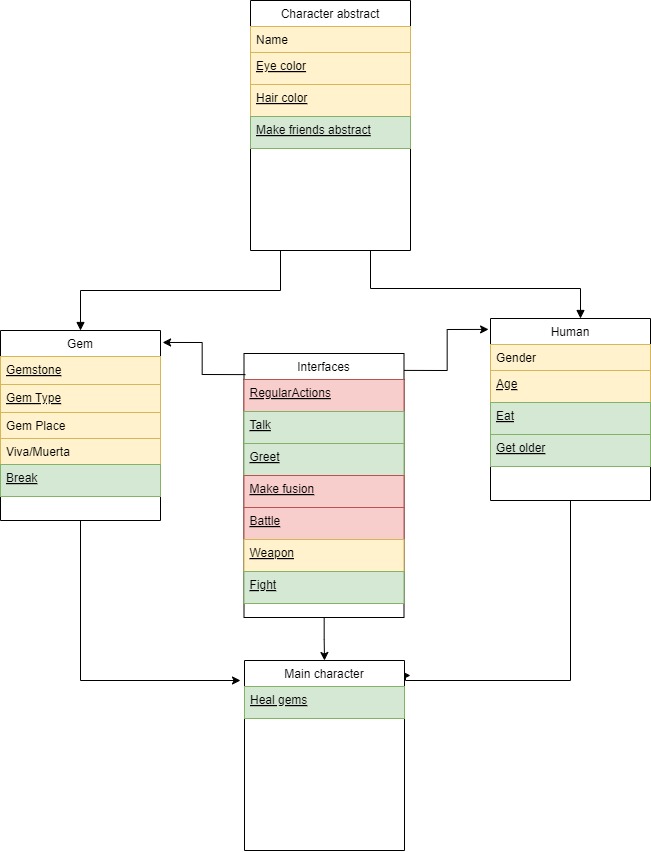 Character abstract
Name
Eye color
Hair color
Make friends abstract
Gem
Gemstone
Gem Type
Gem Place
Viva/Muerta
Break
Interfaces
RegularActions
Talk
Greet
Make fusion
Battle
Weapon
Fight
Human
Gender
Age
Eat
Get older
Main character
Heal gems